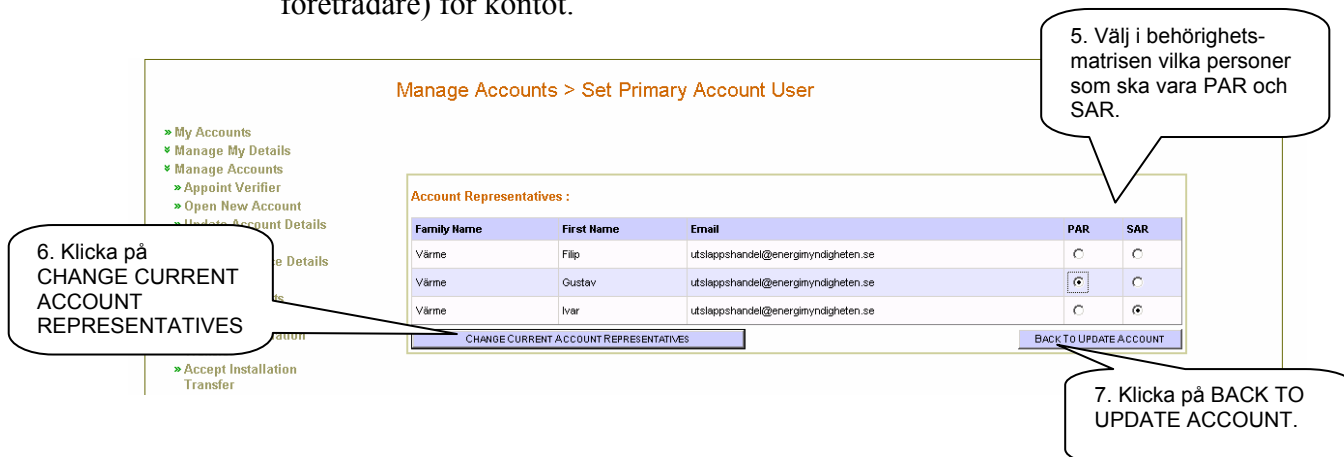 företrädare) för kontot.
5. Välj i behörighets-
matrisen vilka personer
som ska vara PAR och
SAR.
Manage Accounts > Set Primary Account User
» My Accounts
Manage My Details
Manage Accounts
» Appoint Verifier
» Open New Account
» Update Account Details
Details
6. Klicka på
CHANGE CURRENT
ACCOUNT
REPRESENTATIVES
» Accept Installation
Transfer
Account Representatives :
Family Name First Name Email PAR SAR
Värme Filip utslappshandel@energimyndigheten.se
Värme Gustav utslappshandel@energimyndigheten.se
Värme Ivar utslappshandel@energimyndigheten.se
CHANGE CURRENT ACCOUNT REPRESENTATIVES BACK TO UPDATE ACCOUNT
7. Klicka på BACK TO
UPDATE ACCOUNT.